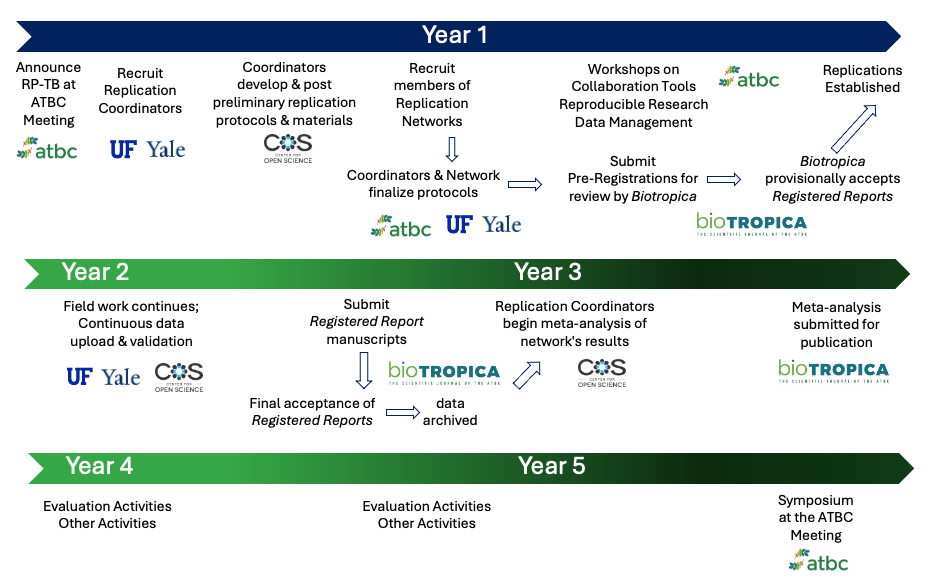 Year 1
Announce
RP-TB at
ATBC
Meeting
atbc
Recruit
Replication
Coordinators
UF Yale
Coordinators
develop & post
preliminary replication
protocols & materials
COS
CENTER FOR
OPEN SCIENCE
Recruit
members of
Replication
Networks
Coordinators & Network
finalize protocols
atbc UF Yale
Workshops on
Collaboration Tools
Reproducible Research
Data Management
atbc
Submit
Pre-Registrations for
review by Biotropica
Replications
Established
Biotropica
provisionally accepts
Registered Reports
bioTROPICA
THE SCIENTIFIC JOURNAL OF THE ATBC
Year 2
Year 3
Field work continues;
Continuous data
upload & validation
UF Yale COS
CENTER FOR
OPEN SCIENCE
Submit
Registered Report
manuscripts
bioTROPICA
THE SCIENTIFIC JOURNAL OF THE ATBC
Final acceptance of
Registered Reports
data
archived
Replication Coordinators
begin meta-analysis of
network's results
COS
CENTER FOR
OPEN SCIENCE
Meta-analysis
submitted for
publication
bioTROPICA
THE SCIENTIFIC JOURNAL OF THE ATBC
Year 4
Year 5
Evaluation Activities
Other Activities
Evaluation Activities
Other Activities
Symposium
at the ATBC
Meeting
atbc